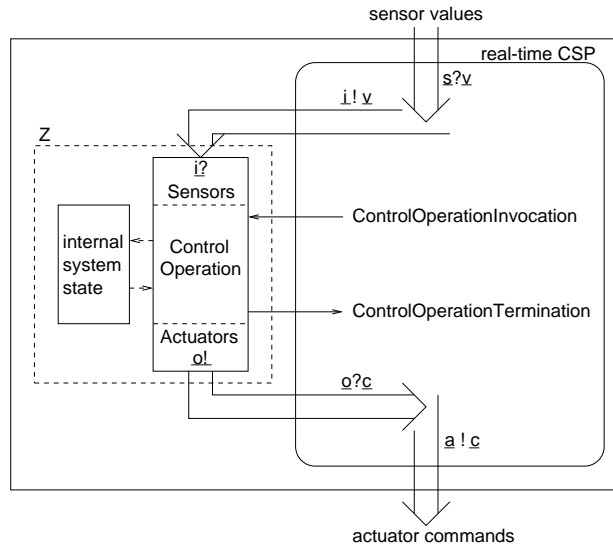 sensor values
real-time CSP
s?v
i!v
Z
i?
Sensors
ControlOperationInvocation
internal
system
state
Control
Operation
ControlOperationTermination
Actuators
o!
o?c
a!c
actuator commands